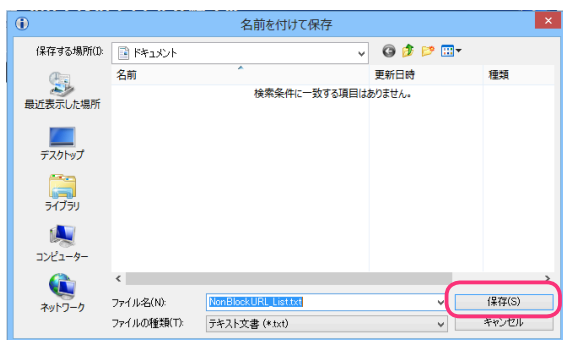 名前を付けて保存
保存する場所(I):
ドキュメント
名前
更新日時
種類
検索条件に一致する項目はありません。
最近表示した場所
デスクトップ
ライブラリ
コンピューター
ネットワーク
ファイル名(N):
NonBlockURL_List.txt
保存(S)
ファイルの種類(T):
テキスト文書 (*.txt)
キャンセル